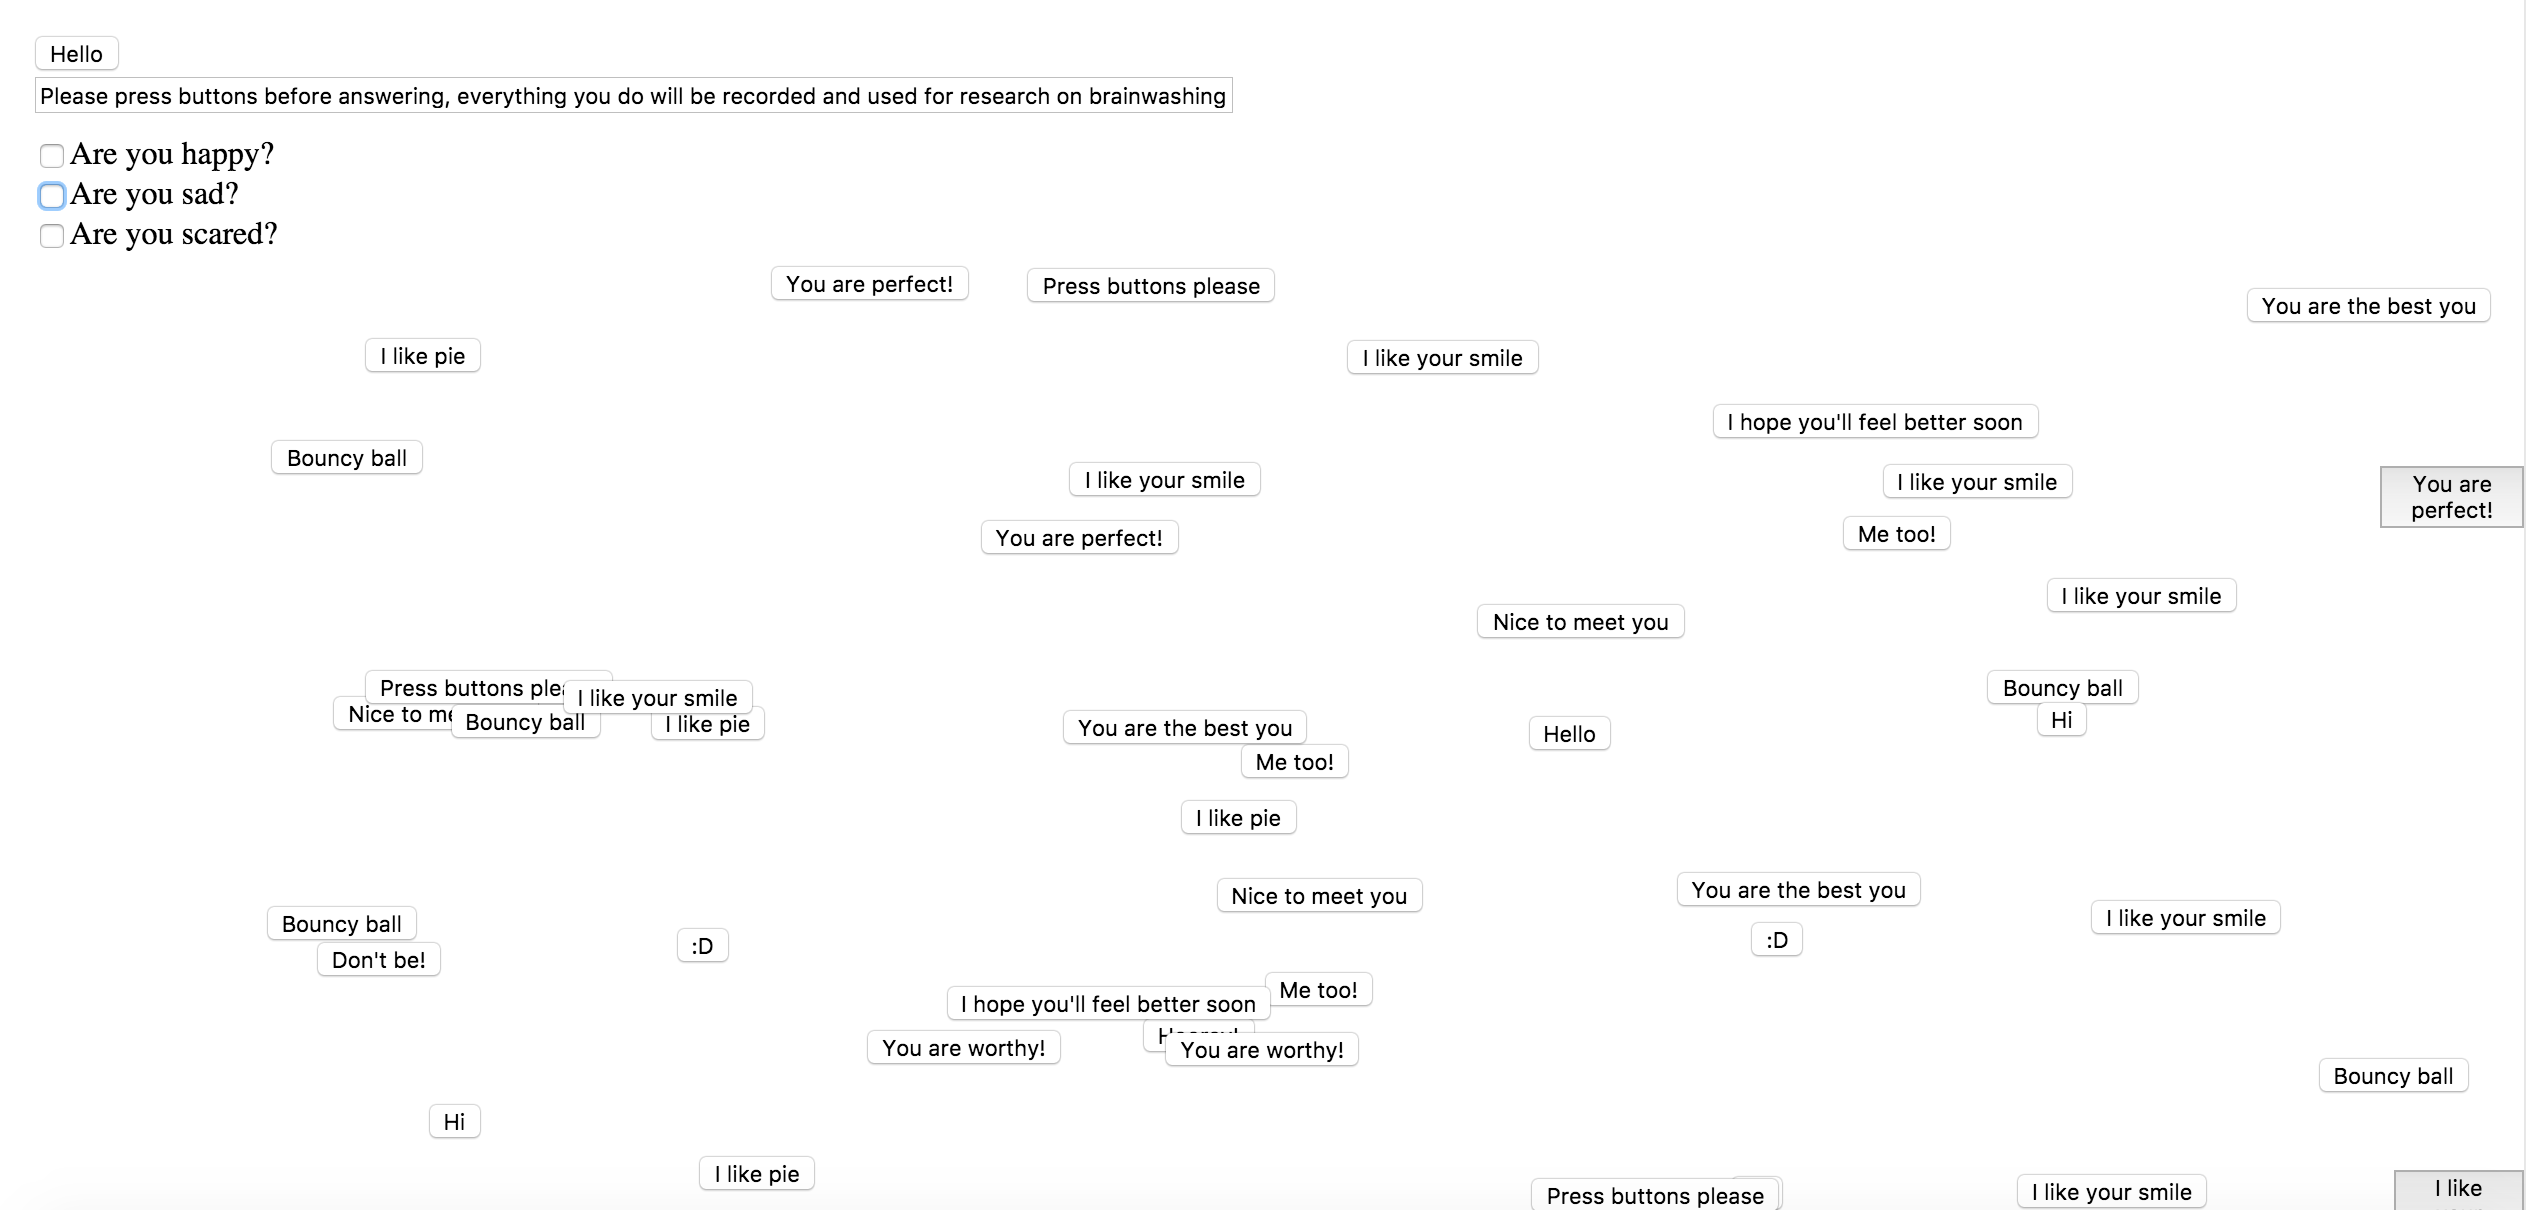 Hello
Please press buttons before answering, everything you do will be recorded and used for research on brainwashing
Are you happy?
Are you sad?
Are you scared?
You are perfect!
Press buttons please
You are the best you
I like pie
I like your smile
I hope you'll feel better soon
Bouncy ball
I like your smile
I like your smile
You are
perfect!
You are perfect!
Me too!
I like your smile
Nice to meet you
Press buttons plea
I like your smile
Bouncy ball
Nice to me
Bouncy ball
I like pie
Hi
You are the best you
Hello
Me too!
I like pie
You are the best you
Nice to meet you
I like your smile
Bouncy ball
:D
:D
Don't be!
Me too!
I hope you'll feel better soon
You are worthy!
You are worthy!
Bouncy ball
Hi
I like pie
Press buttons please
I like your smile
I like